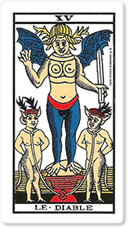 XV
LE · DIABLE